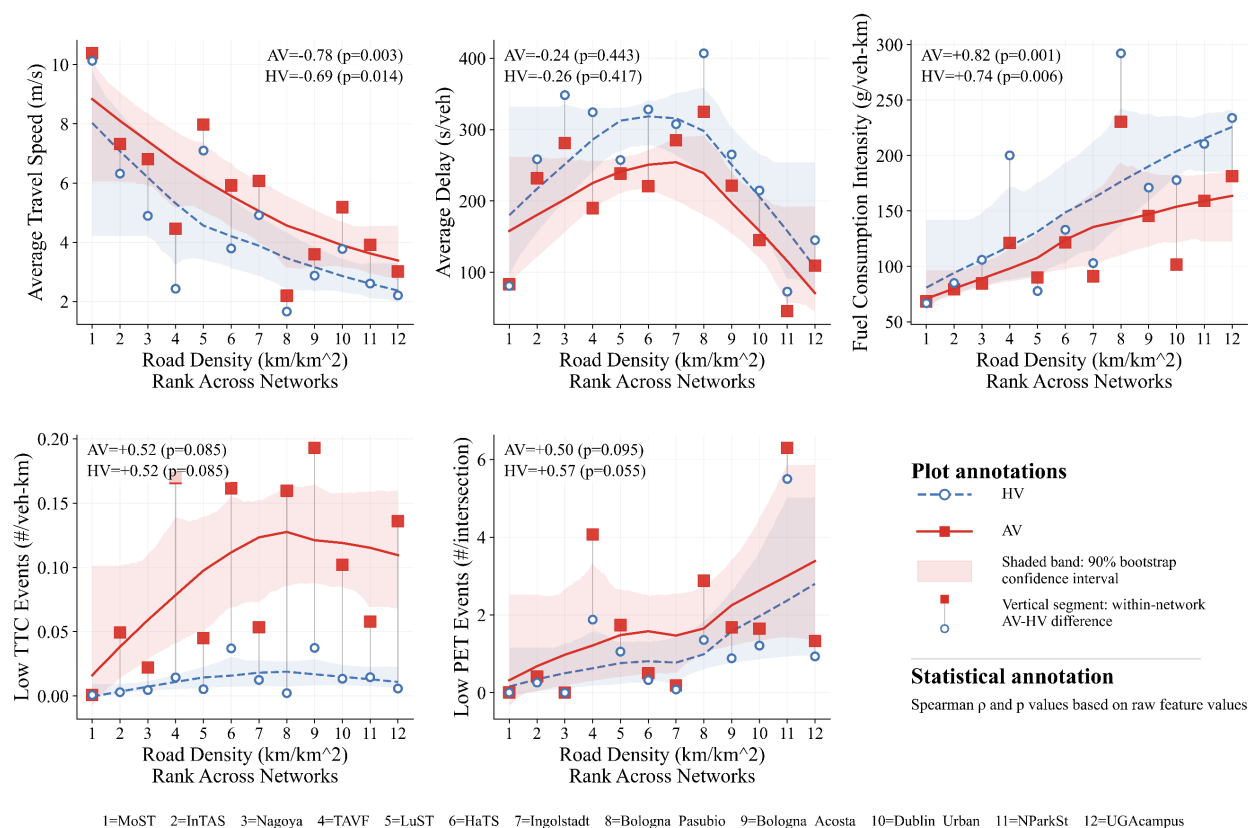 AV=-0.78 (p=0.003)
HV=-0.69 (p=0.014)
Average Travel Speed (m/s)
10
8
6
4
2
1 2 3 4 5 6 7 8 9 10 11 12
Road Density (km/km^2)
Rank Across Networks
AV=-0.24 (p=0.443)
HV=-0.26 (p=0.417)
Average Delay (s/veh)
400
300
200
100
1 2 3 4 5 6 7 8 9 10 11 12
Road Density (km/km^2)
Rank Across Networks
AV=+0.82 (p=0.001)
HV=+0.74 (p=0.006)
Fuel Consumption Intensity (g/veh-km)
300
250
200
150
100
50
1 2 3 4 5 6 7 8 9 10 11 12
Road Density (km/km^2)
Rank Across Networks
AV=+0.52 (p=0.085)
HV=+0.52 (p=0.085)
Low TTC Events (#/veh-km)
0.20
0.15
0.10
0.05
0.00
1 2 3 4 5 6 7 8 9 10 11 12
Road Density (km/km^2)
Rank Across Networks
AV=+0.50 (p=0.095)
HV=+0.57 (p=0.055)
Low PET Events (#/intersection)
6
4
2
0
1 2 3 4 5 6 7 8 9 10 11 12
Road Density (km/km^2)
Rank Across Networks
Plot annotations
HV
AV
Shaded band: 90% bootstrap
confidence interval
Vertical segment: within-network
AV-HV difference
Statistical annotation
Spearman ρ and p values based on raw feature values
1=MoST 2=InTAS 3=Nagoya 4=TAVF 5=LuST 6=HaTS 7=Ingolstadt 8=Bologna_Pasubio 9=Bologna_Acosta 10=Dublin_Urban 11=NParkSt 12=UGAcampus